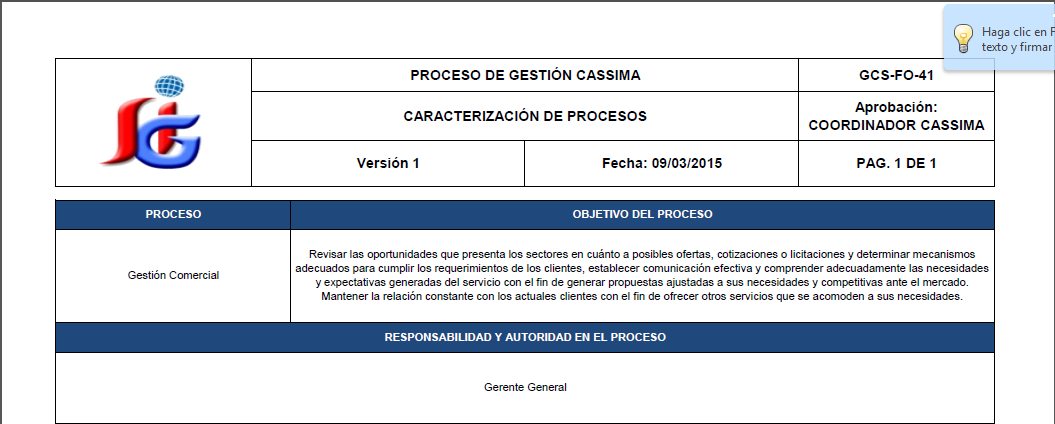 Haga clic en F
texto y firmar
PROCESO DE GESTIÓN CASSIMA
GCS-FO-41
CARACTERIZACIÓN DE PROCESOS
Aprobación:
COORDINADOR CASSIMA
Versión 1
Fecha: 09/03/2015
PAG. 1 DE 1
PROCESO
OBJETIVO DEL PROCESO
Gestión Comercial
Revisar las oportunidades que presenta los sectores en cuánto a posibles ofertas, cotizaciones o licitaciones y determinar mecanismos
adecuados para cumplir los requerimientos de los clientes, establecer comunicación efectiva y comprender adecuadamente las necesidades
y expectativas generadas del servicio con el fin de generar propuestas ajustadas a sus necesidades y competitivas ante el mercado.
Mantener la relación constante con los actuales clientes con el fin de ofrecer otros servicios que se acomoden a sus necesidades.
RESPONSABILIDAD Y AUTORIDAD EN EL PROCESO
Gerente General